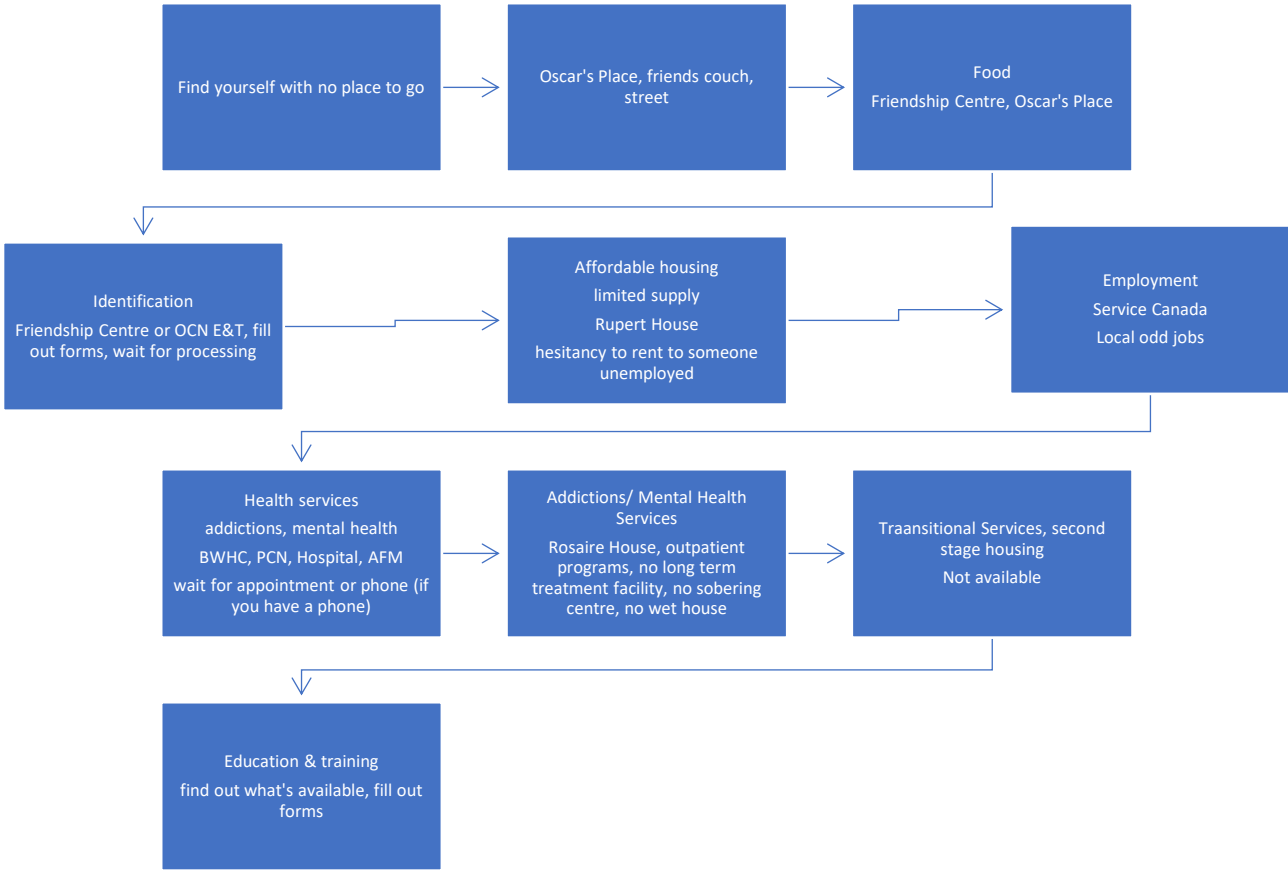 Find yourself with no place to go
Oscar's Place, friends couch,
street
Food
Friendship Centre, Oscar's Place
Identification
Friendship Centre or OCN E&T, fill
out forms, wait for processing
Affordable housing
limited supply
Rupert House
hesitancy to rent to someone
unemployed
Employment
Service Canada
Local odd jobs
Health services
addictions, mental health
BWHC, PCN, Hospital, AFM
wait for appointment or phone (if
you have a phone)
Addictions/ Mental Health
Services
Rosaire House, outpatient
programs, no long term
treatment facility, no sobering
centre, no wet house
Traansitional Services, second
stage housing
Not available
Education & training
find out what's available, fill out
forms